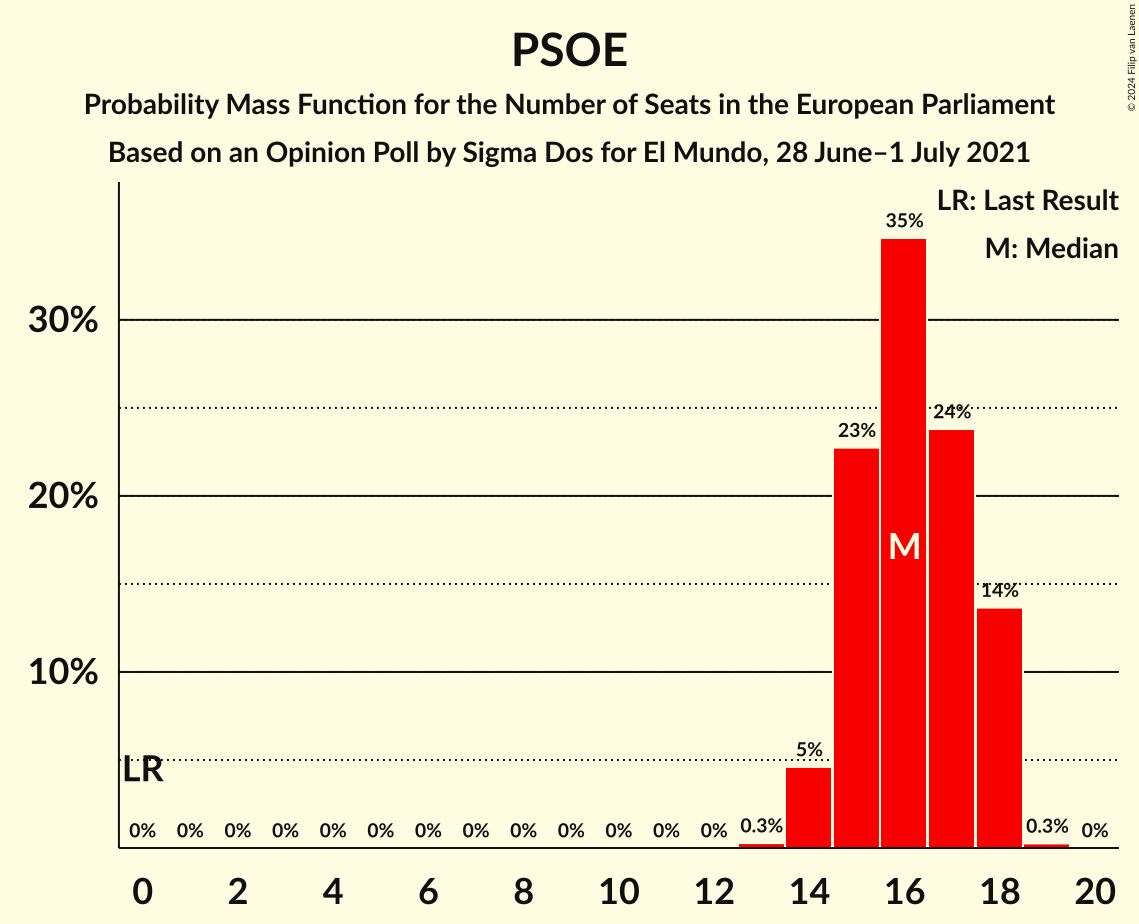 PSOE
Probability Mass Function for the Number of Seats in the European Parliament
Based on an Opinion Poll by Sigma Dos for El Mundo, 28 June–1 July 2021
© 2024 Filip van Laenen
LR: Last Result
M: Median
30%
20%
10%
LR
M
0% 0% 0% 0% 0% 0% 0% 0% 0% 0% 0% 0% 0% 0.3% 5% 23% 35% 24% 14% 0.3% 0%
0 2 4 6 8 10 12 14 16 18 20